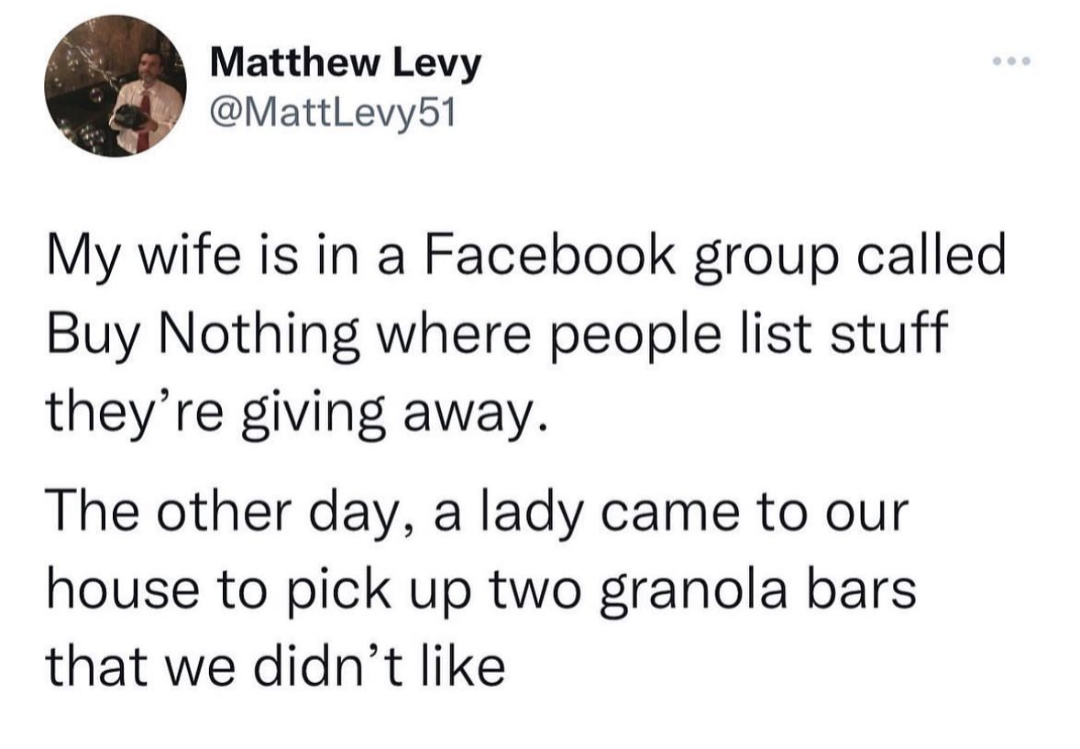 Matthew Levy
@MattLevy51
My wife is in a Facebook group called
Buy Nothing where people list stuff
they’re giving away.
The other day, a lady came to our
house to pick up two granola bars
that we didn’t like